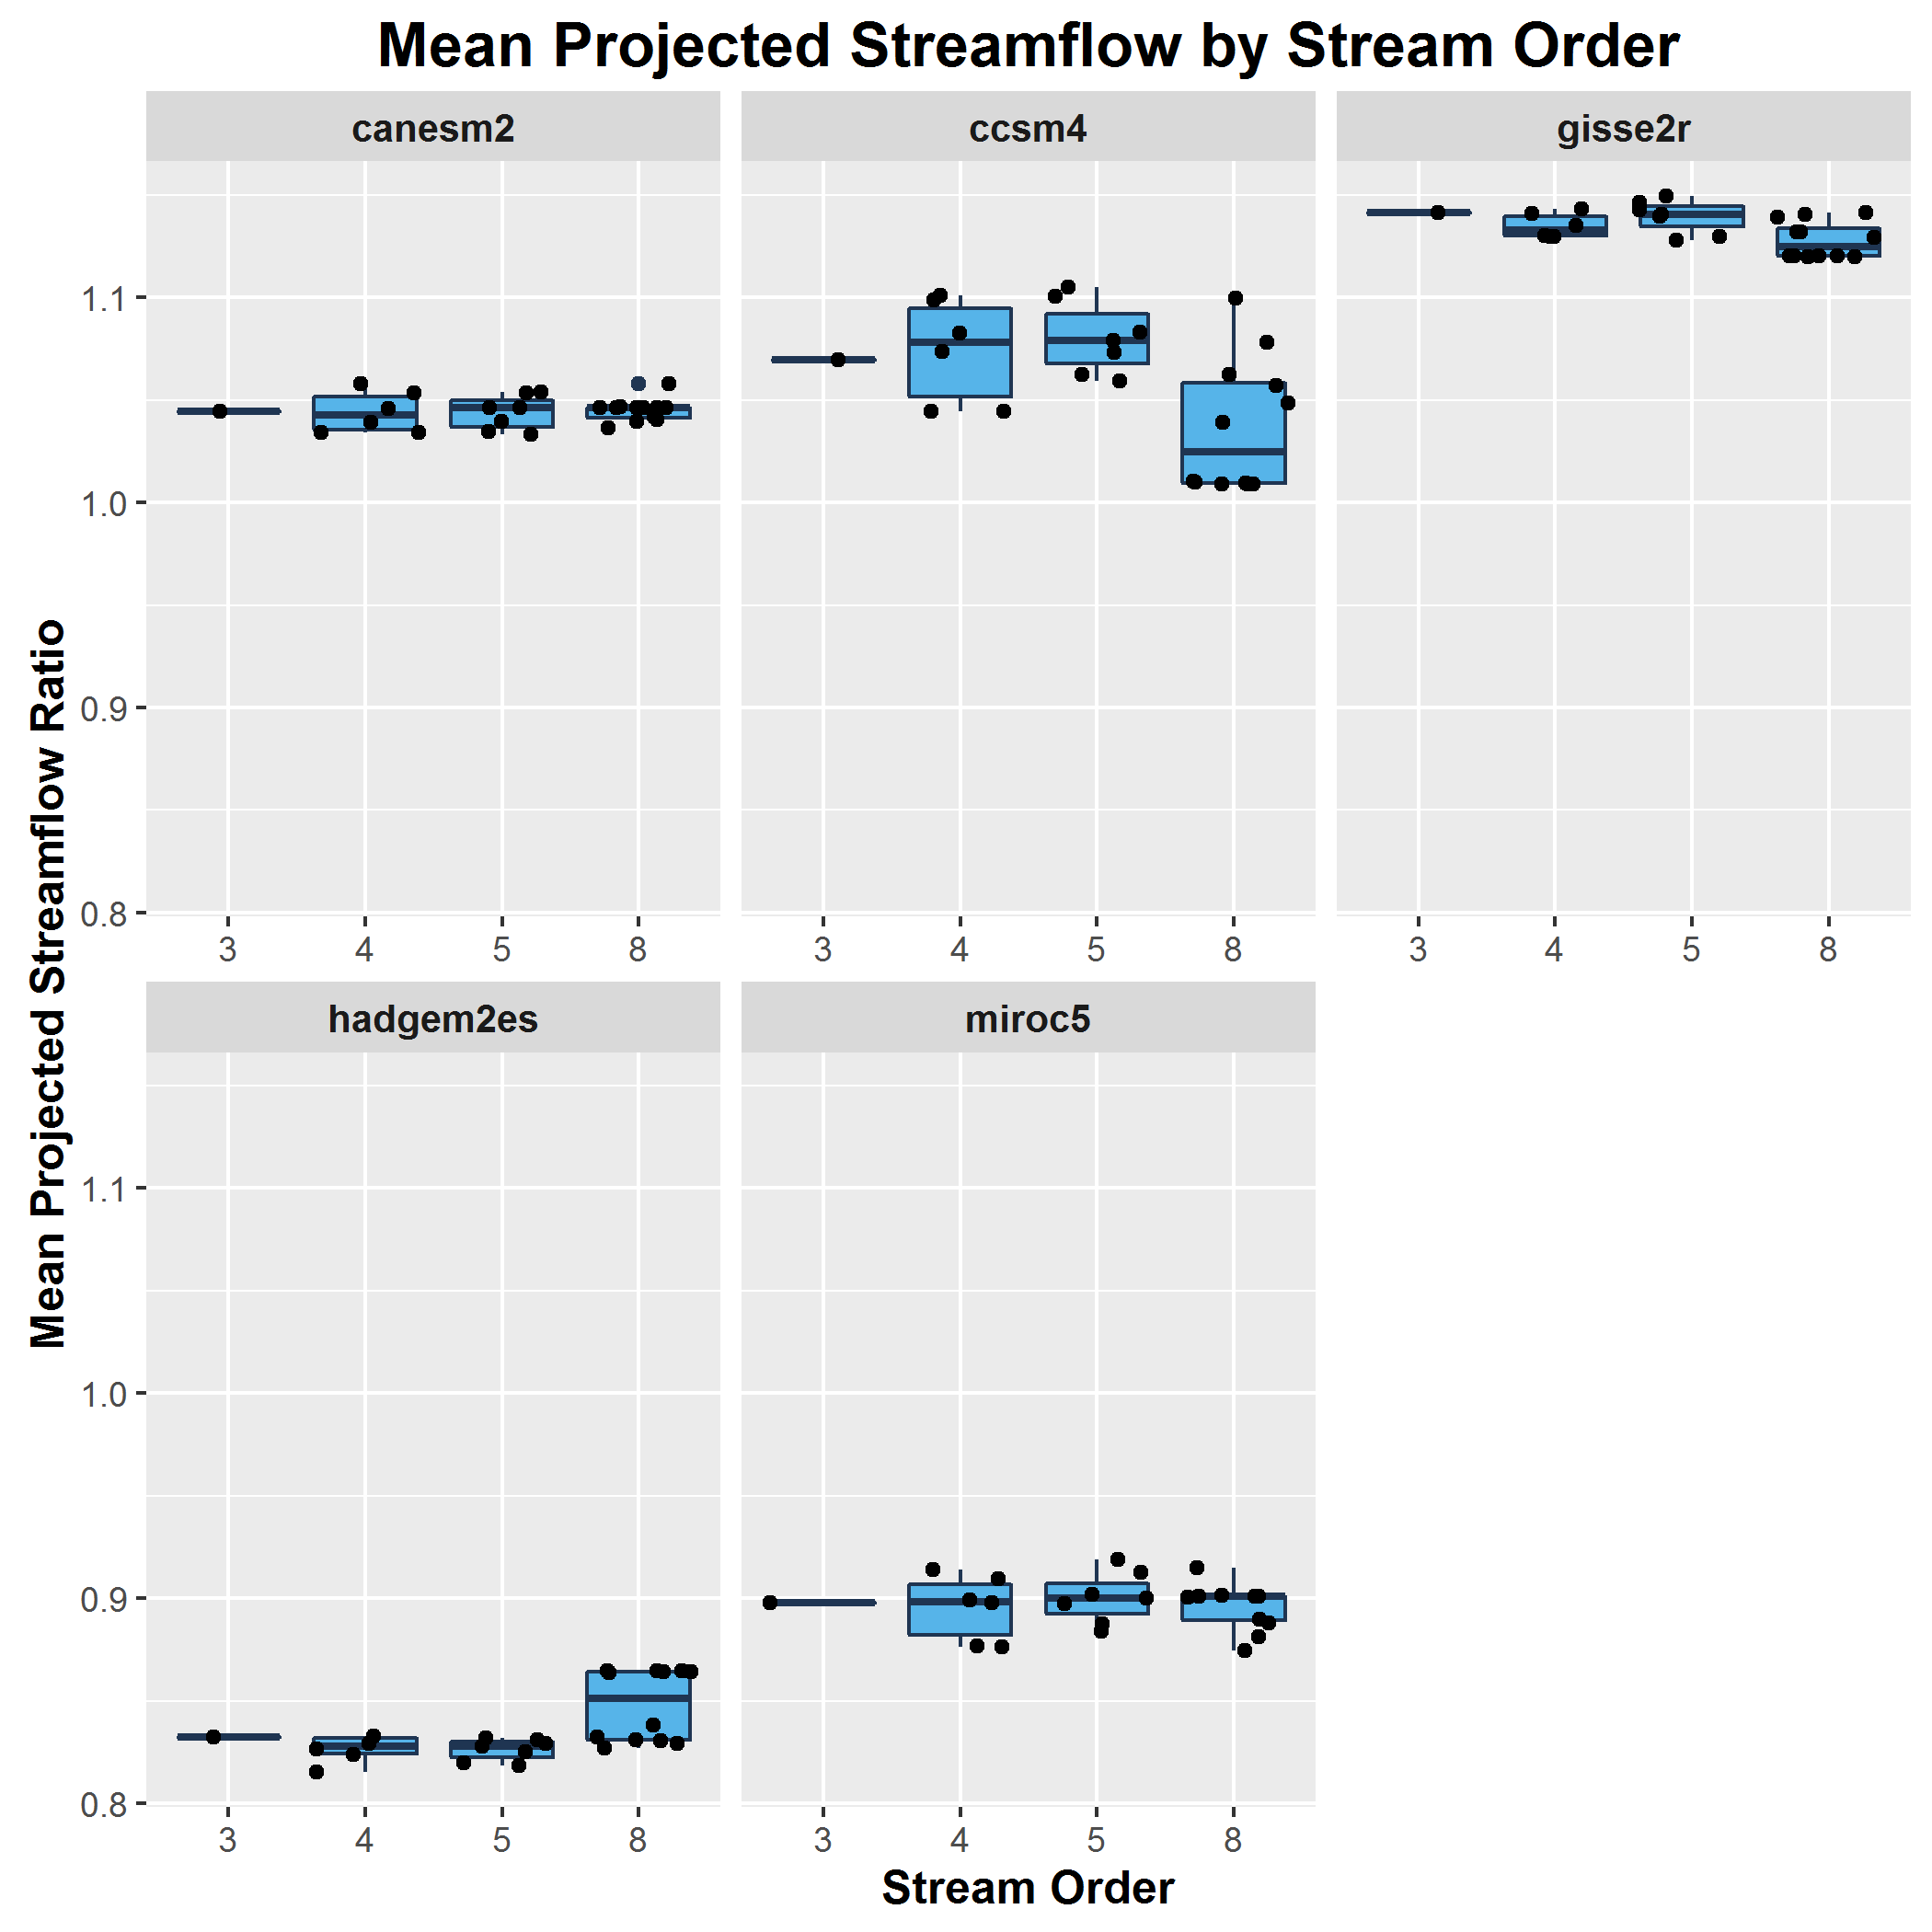 Mean Projected Streamflow by Stream Order
canesm2
ccsm4
gisse2r
1.1
1.0
0.9
0.8
3 4 5 8
3 4 5 8
3 4 5 8
Mean Projected Streamflow Ratio
hadgem2es
miroc5
1.1
1.0
0.9
0.8
3 4 5 8
3 4 5 8
Stream Order